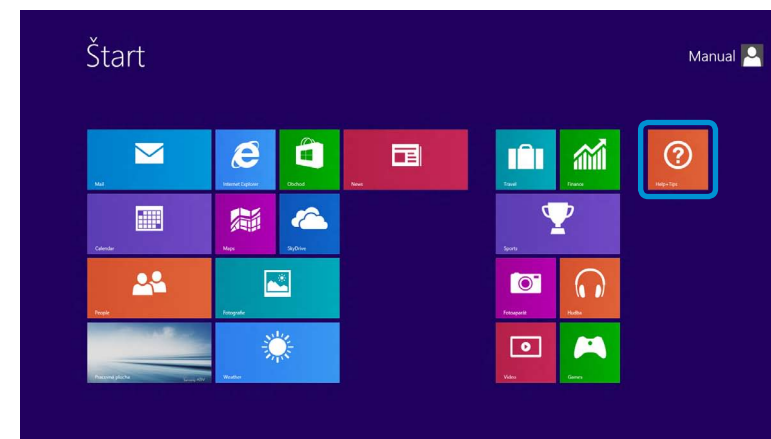 Štart
Manual
Mail
Internet Explorer
Obchod
News
Travel
Finance
Help+Tips
Calendar
Maps
SkyDrive
Sports
People
Fotografie
Fotoaparát
Hudba
Pracovná plocha
Weather
Video
Games